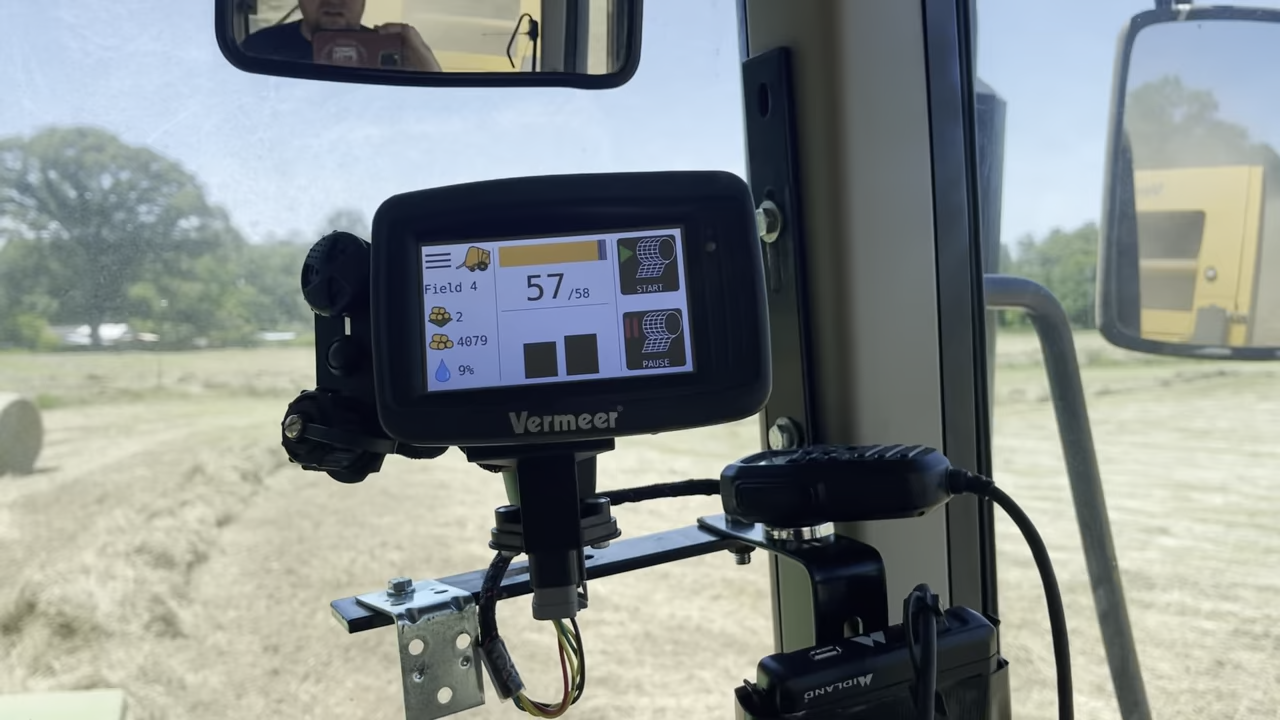 Field 4
2
4079
9%
57/58
START
PAUSE
Vermeer®
MIDLAND